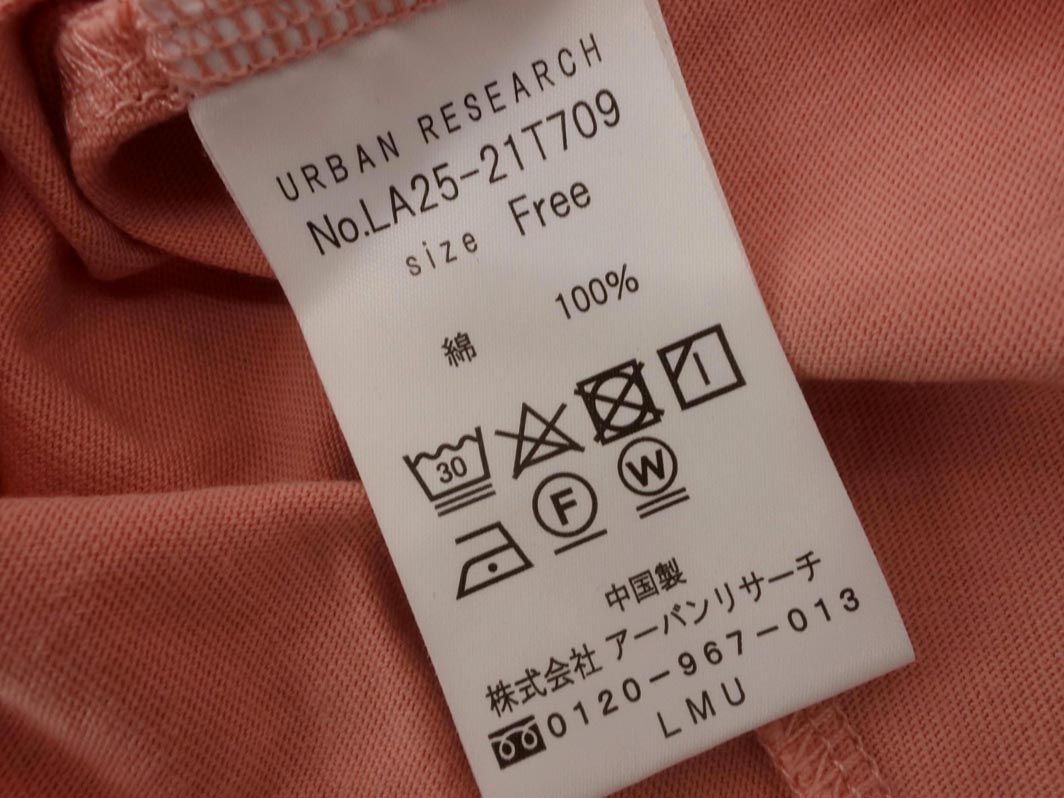 URBAN RESEARCH
No.LA25-21T709
size Free
綿 100%
30
F W
中国製
株式会社 アーバンリサーチ
0120-967-013
LMU